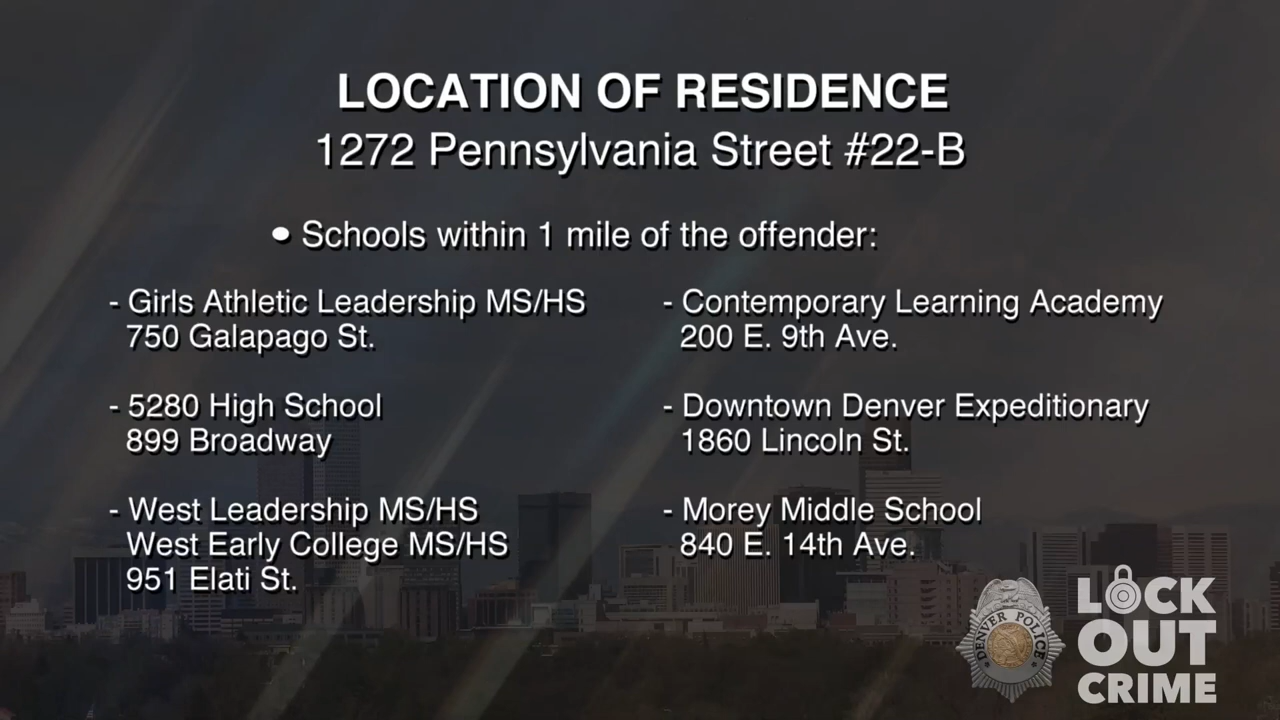 LOCATION OF RESIDENCE
1272 Pennsylvania Street #22-B
• Schools within 1 mile of the offender:
- Girls Athletic Leadership MS/HS
750 Galapago St.
- 5280 High School
899 Broadway
- West Leadership MS/HS
West Early College MS/HS
951 Elati St.
- Contemporary Learning Academy
200 E. 9th Ave.
- Downtown Denver Expeditionary
1860 Lincoln St.
- Morey Middle School
840 E. 14th Ave.
DENVER POLICE
LOCK
OUT
CRIME